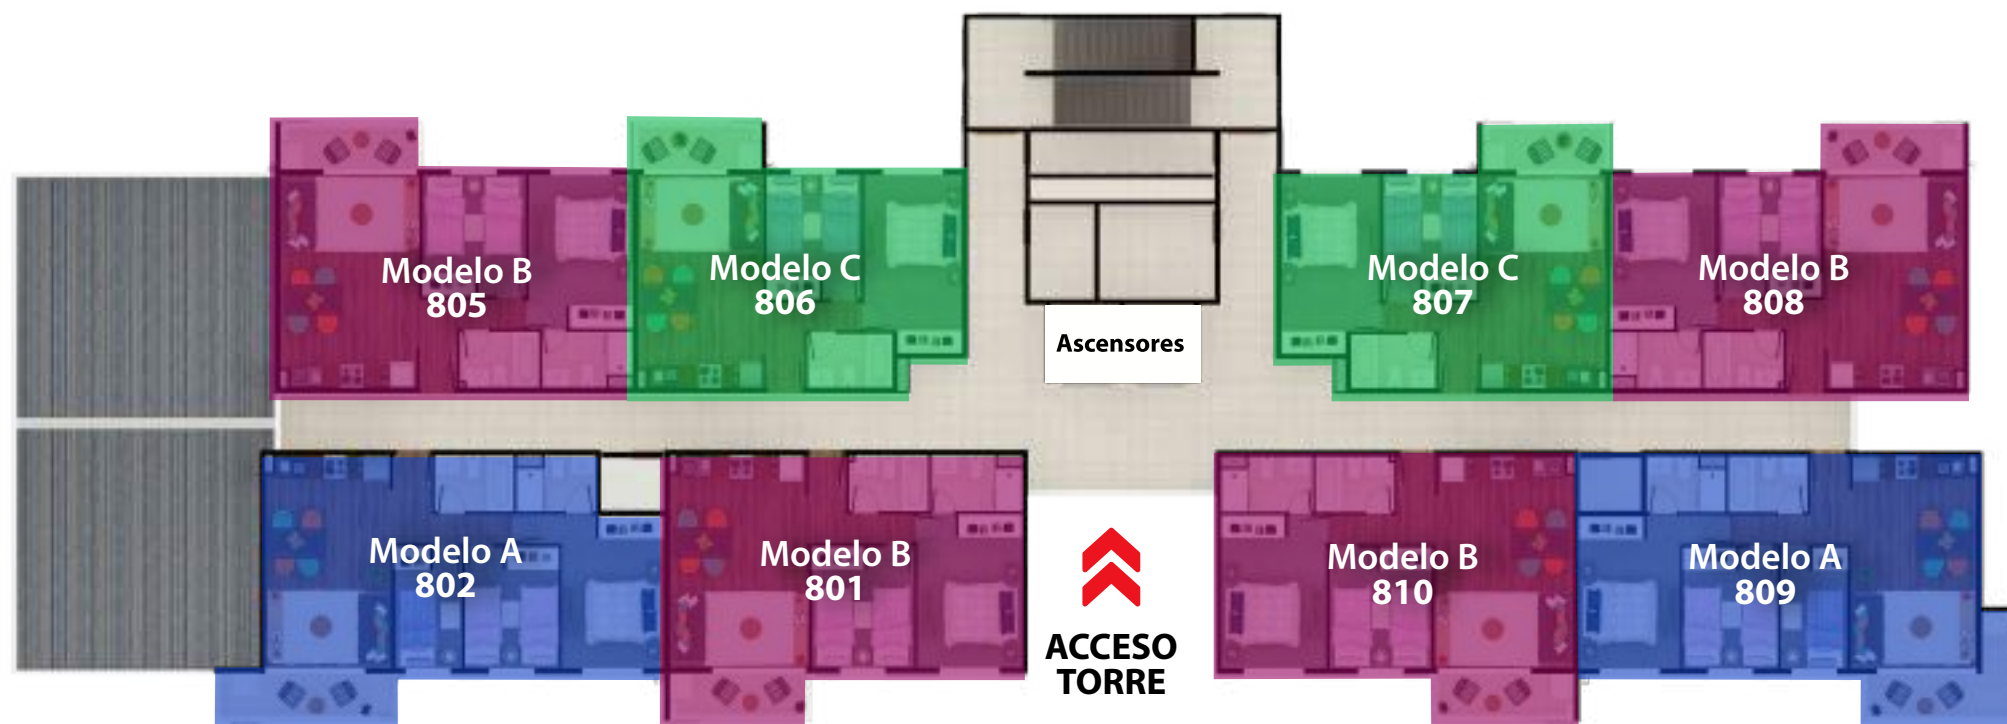 Modelo B
805
Modelo C
806
Modelo C
807
Modelo B
808
Ascensores
Modelo A
802
Modelo B
801
Modelo B
810
Modelo A
809
ACCESO
TORRE